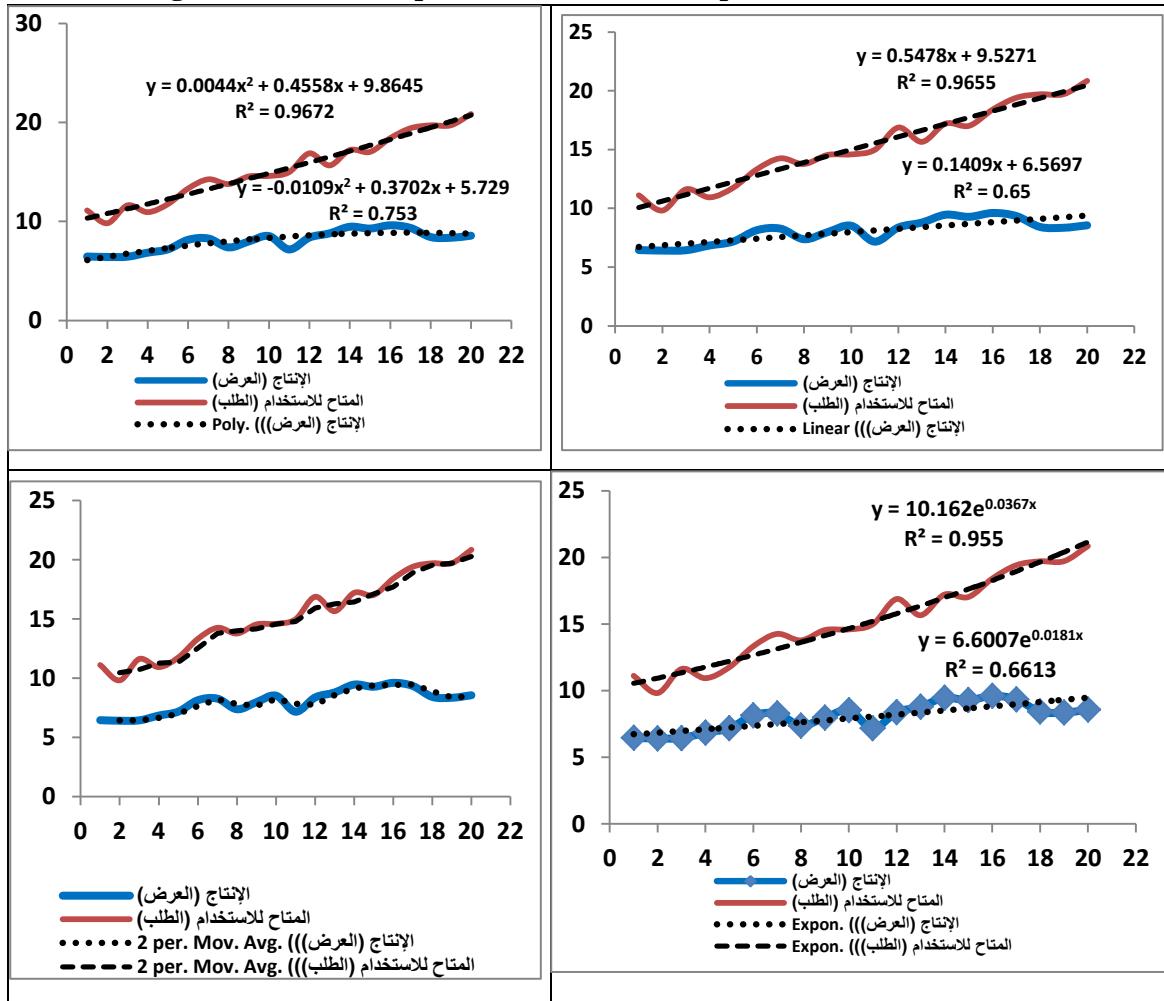 30
20
10
0
y = 0.0044x² + 0.4558x + 9.8645
R² = 0.9672
y = -0.0109x² + 0.3702x + 5.729
R² = 0.753
0 2 4 6 8 10 12 14 16 18 20 22
الإنتاج (العرض)
المتاح للاستخدام (الطلب)
Poly. (((الإنتاج (العرض
25
20
15
10
5
0
y = 0.5478x + 9.5271
R² = 0.9655
y = 0.1409x + 6.5697
R² = 0.65
0 2 4 6 8 10 12 14 16 18 20 22
الإنتاج (العرض)
المتاح للاستخدام (الطلب)
Linear (((الإنتاج (العرض
25
20
15
10
5
0
0 2 4 6 8 10 12 14 16 18 20 22
الإنتاج (العرض)
المتاح للاستخدام (الطلب)
2 per. Mov. Avg. (((الإنتاج (العرض
2 per. Mov. Avg. (((المتاح للاستخدام (الطلب
25
20
15
10
5
0
y = 10.162e^0.0367x
R² = 0.955
y = 6.6007e^0.0181x
R² = 0.6613
0 2 4 6 8 10 12 14 16 18 20 22
الإنتاج (العرض)
المتاح للاستخدام (الطلب)
Expon. (((الإنتاج (العرض
Expon. (((المتاح للاستخدام (الطلب